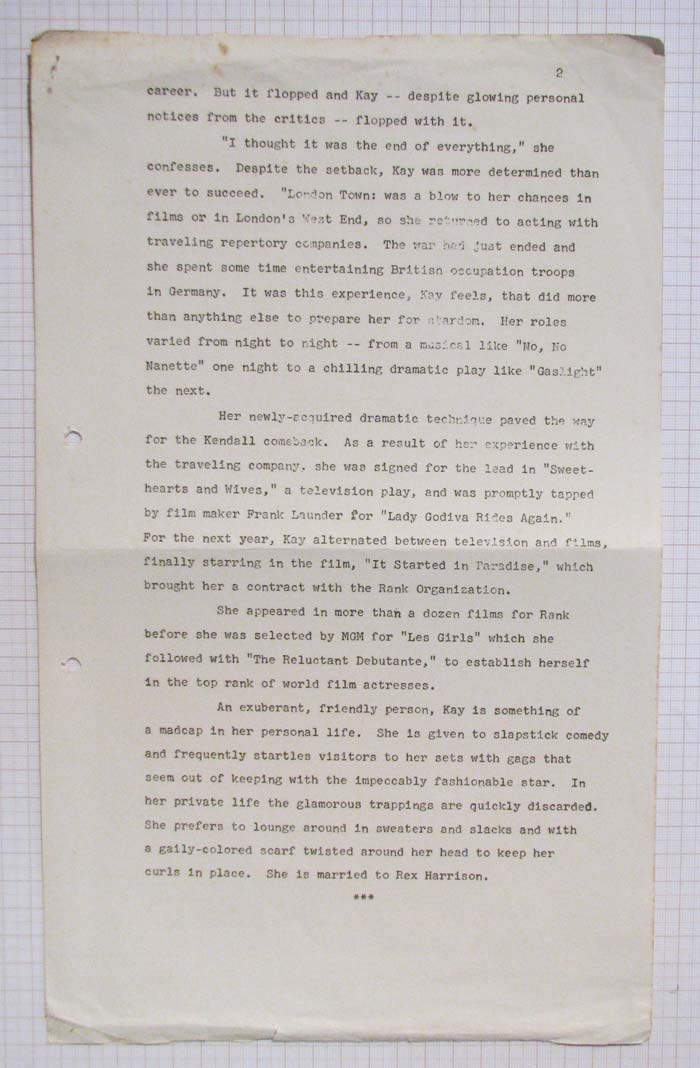 2
career.  But it flopped and Kay -- despite glowing personal
notices from the critics -- flopped with it.
"I thought it was the end of everything," she
confesses.  Despite the setback, Kay was more determined than
ever to succeed.  "London Town: was a blow to her chances in
films or in London's West End, so she returned to acting with
traveling repertory companies.  The war had just ended and
she spent some time entertaining British occupation troops
in Germany.  It was this experience, Kay feels, that did more
than anything else to prepare her for stardom.  Her roles
varied from night to night -- from a musical like "No, No
Nanette" one night to a chilling dramatic play like "Gaslight"
the next.
Her newly-acquired dramatic technique paved the way
for the Kendall comeback.  As a result of her experience with
the traveling company, she was signed for the lead in "Sweet-
hearts and Wives," a television play, and was promptly tapped
by film maker Frank Launder for "Lady Godiva Rides Again."
For the next year, Kay alternated between television and films,
finally starring in the film, "It Started in Paradise," which
brought her a contract with the Rank Organization.
She appeared in more than a dozen films for Rank
before she was selected by MGM for "Les Girls" which she
followed with "The Reluctant Debutante," to establish herself
in the top rank of world film actresses.
An exuberant, friendly person, Kay is something of
a madcap in her personal life.  She is given to slapstick comedy
and frequently startles visitors to her sets with gags that
seem out of keeping with the impeccably fashionable star.  In
her private life the glamorous trappings are quickly discarded.
She prefers to lounge around in sweaters and slacks and with
a gaily-colored scarf twisted around her head to keep her
curls in place.  She is married to Rex Harrison.
***